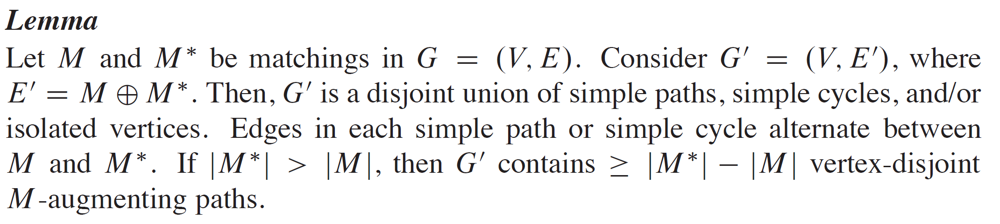 Lemma
Let M and M* be matchings in G = (V, E). Consider G′ = (V, E′), where
E′ = M ⊕ M*. Then, G′ is a disjoint union of simple paths, simple cycles, and/or
isolated vertices. Edges in each simple path or simple cycle alternate between
M and M*. If |M*| > |M|, then G′ contains ≥ |M*| − |M| vertex-disjoint
M-augmenting paths.